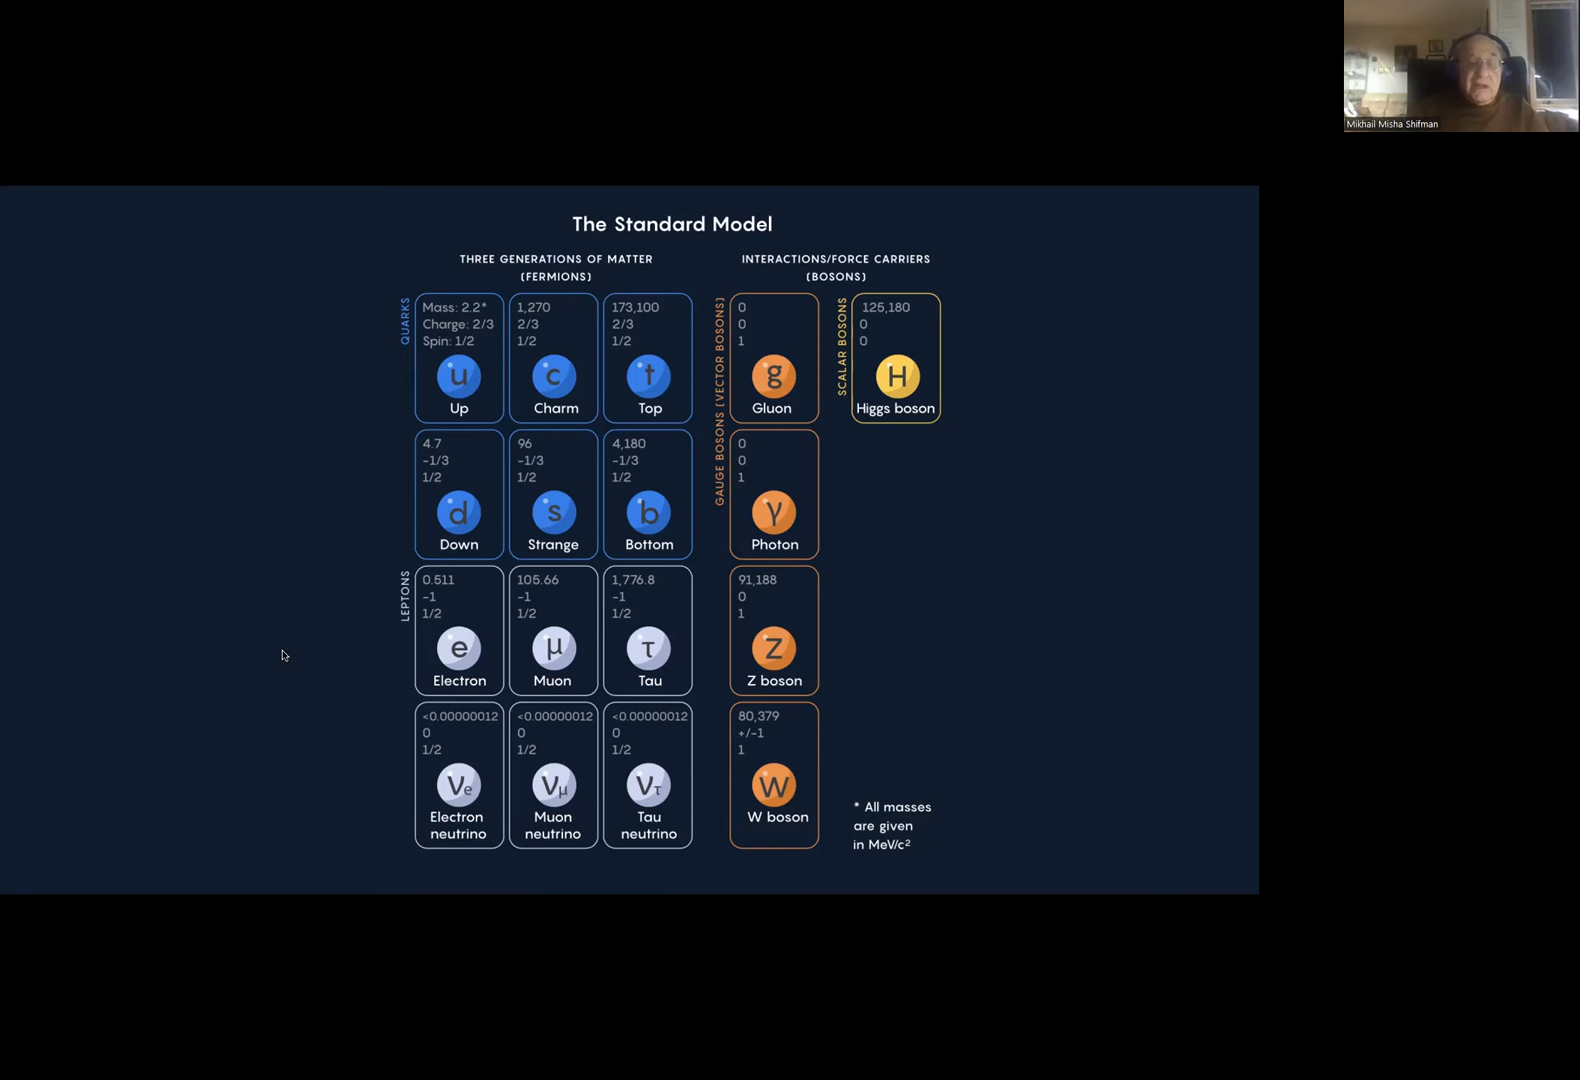 Mikhail Misha Shifman
The Standard Model
THREE GENERATIONS OF MATTER
(FERMIONS)
INTERACTIONS/FORCE CARRIERS
(BOSONS)
QUARKS
Mass: 2.2*
Charge: 2/3
Spin: 1/2
u
Up
1,270
2/3
1/2
c
Charm
173,100
2/3
1/2
t
Top
GAUGE BOSONS (VECTOR BOSONS)
0
0
1
g
Gluon
SCALAR BOSONS
125,180
0
0
H
Higgs boson
4.7
-1/3
1/2
d
Down
96
-1/3
1/2
s
Strange
4,180
-1/3
1/2
b
Bottom
0
0
1
γ
Photon
LEPTONS
0.511
-1
1/2
e
Electron
105.66
-1
1/2
μ
Muon
1,776.8
-1
1/2
τ
Tau
91,188
0
1
Z
Z boson
<0.00000012
0
1/2
νe
Electron
neutrino
<0.00000012
0
1/2
νμ
Muon
neutrino
<0.00000012
0
1/2
ντ
Tau
neutrino
80,379
+/-1
1
W
W boson
* All masses
are given
in MeV/c²